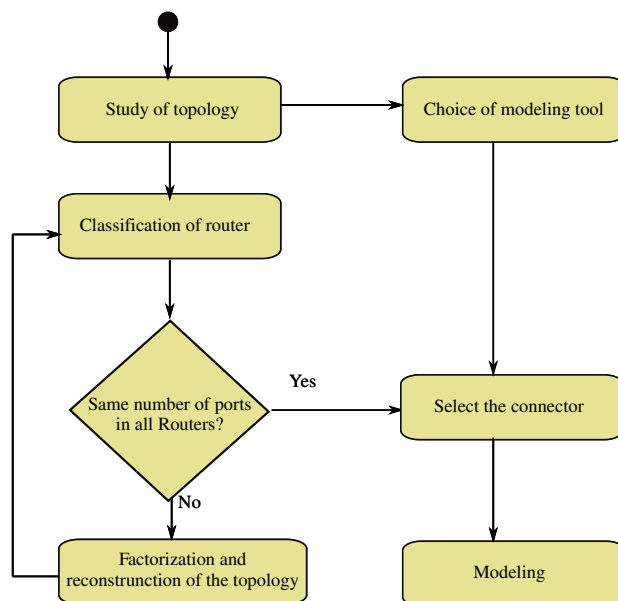 Study of topology
Choice of modeling tool
Classification of router
Yes
Same number of ports
in all Routers?
Select the connector
No
Factorization and
reconstrunction of the topology
Modeling